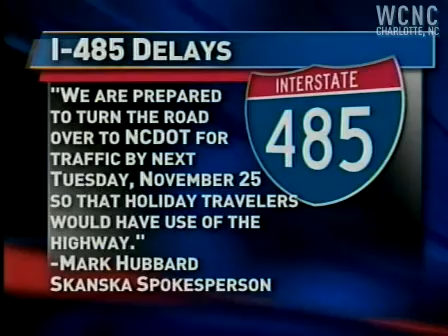 WCNC
CHARLOTTE, NC
I-485 DELAYS
"WE ARE PREPARED
TO TURN THE ROAD
OVER TO NCDOT FOR
TRAFFIC BY NEXT
TUESDAY, NOVEMBER 25
SO THAT HOLIDAY TRAVELERS
WOULD HAVE USE OF THE
HIGHWAY."
-MARK HUBBARD
SKANSKA SPOKESPERSON
INTERSTATE
485